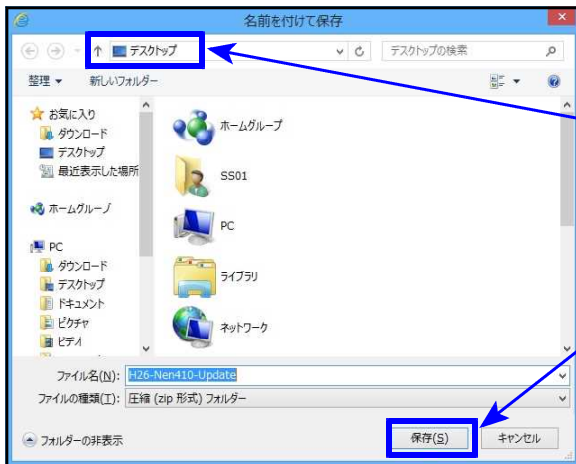 名前を付けて保存
デスクトップ
デスクトップの検索
整理
新しいフォルダー
お気に入り
ダウンロード
デスクトップ
最近表示した場所
ホームグループ
PC
ダウンロード
デスクトップ
ドキュメント
ピクチャ
ビデオ
ホームグループ
SS01
PC
ライブラリ
ネットワーク
ファイル名(N): H26-Nen410-Update
ファイルの種類(T): 圧縮 (zip 形式) フォルダー
フォルダーの非表示
保存(S)
キャンセル